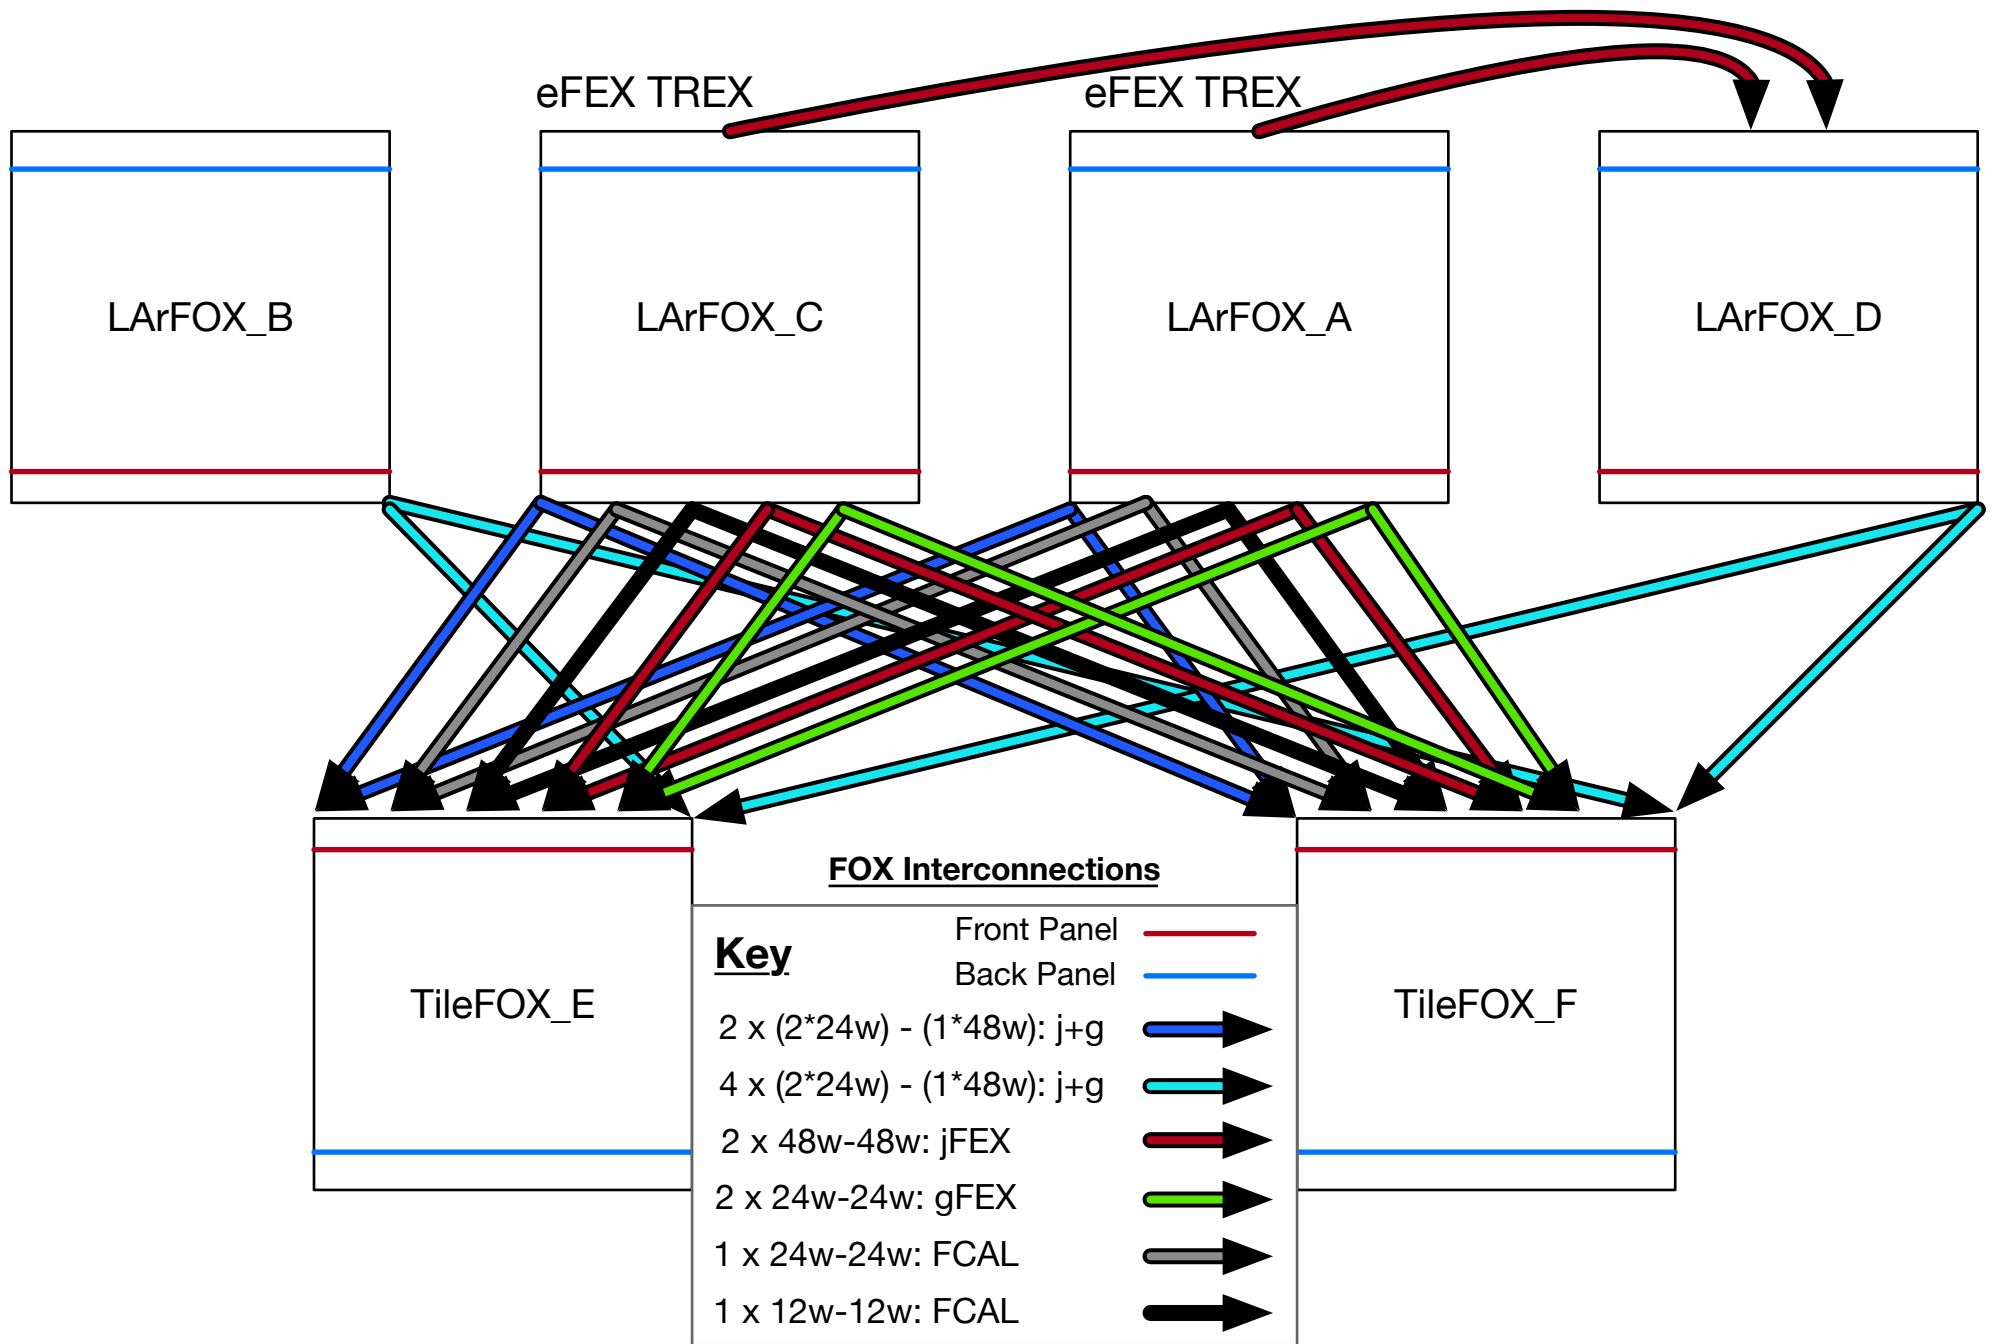 eFEX TREX
eFEX TREX
LArFOX_B
LArFOX_C
LArFOX_A
LArFOX_D
FOX Interconnections
Key
Front Panel
Back Panel
TileFOX_E
TileFOX_F
2 x (2*24w) - (1*48w): j+g
4 x (2*24w) - (1*48w): j+g
2 x 48w-48w: jFEX
2 x 24w-24w: gFEX
1 x 24w-24w: FCAL
1 x 12w-12w: FCAL